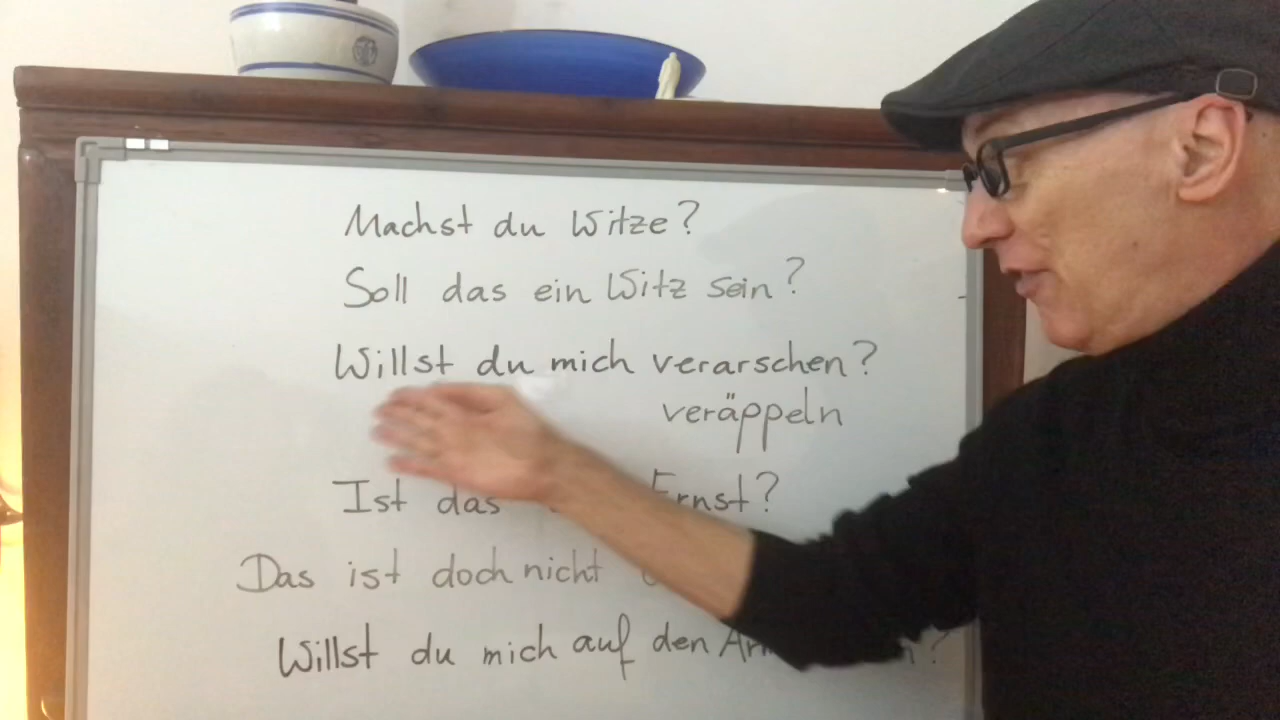 Machst du Witze?
Soll das ein Witz sein?
Willst du mich verarschen?
veräppeln
Ist das Ernst?
Das ist doch nicht
Willst du mich auf den